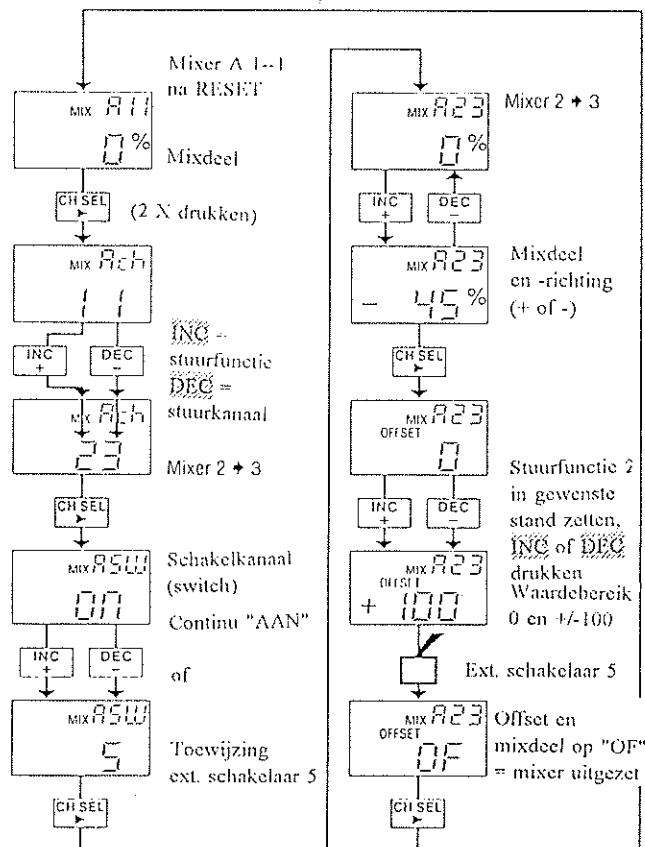 Mixer A 1--1
na RESET
MIX A11
0%
Mixdeel
CH SEL
(2 X drukken)
MIX Ach
1 1
INC
+
DEC
-
INC =
stuurfunctie
DEC =
stuurkanaal
MIX Ach
23
Mixer 2 → 3
CH SEL
MIX ASW
ON
Schakelkanaal
(switch)
Continu "AAN"
INC
+
DEC
-
of
MIX ASW
5
Toewijzing
ext. schakelaar 5
CH SEL
MIX A23
0%
Mixer 2 → 3
INC
+
DEC
-
MIX A23
- 45%
Mixdeel
en -richting
(+ of -)
CH SEL
MIX A23
OFFSET
0
INC
+
DEC
-
Stuurfunctie 2
in gewenste
stand zetten,
INC of DEC
drukken
Waardebereik
0 en +/-100
MIX A23
OFFSET
+ 100
Ext. schakelaar 5
MIX A23
OFFSET
OF
Offset en
mixdeel op "OF"
= mixer uitgezet
CH SEL